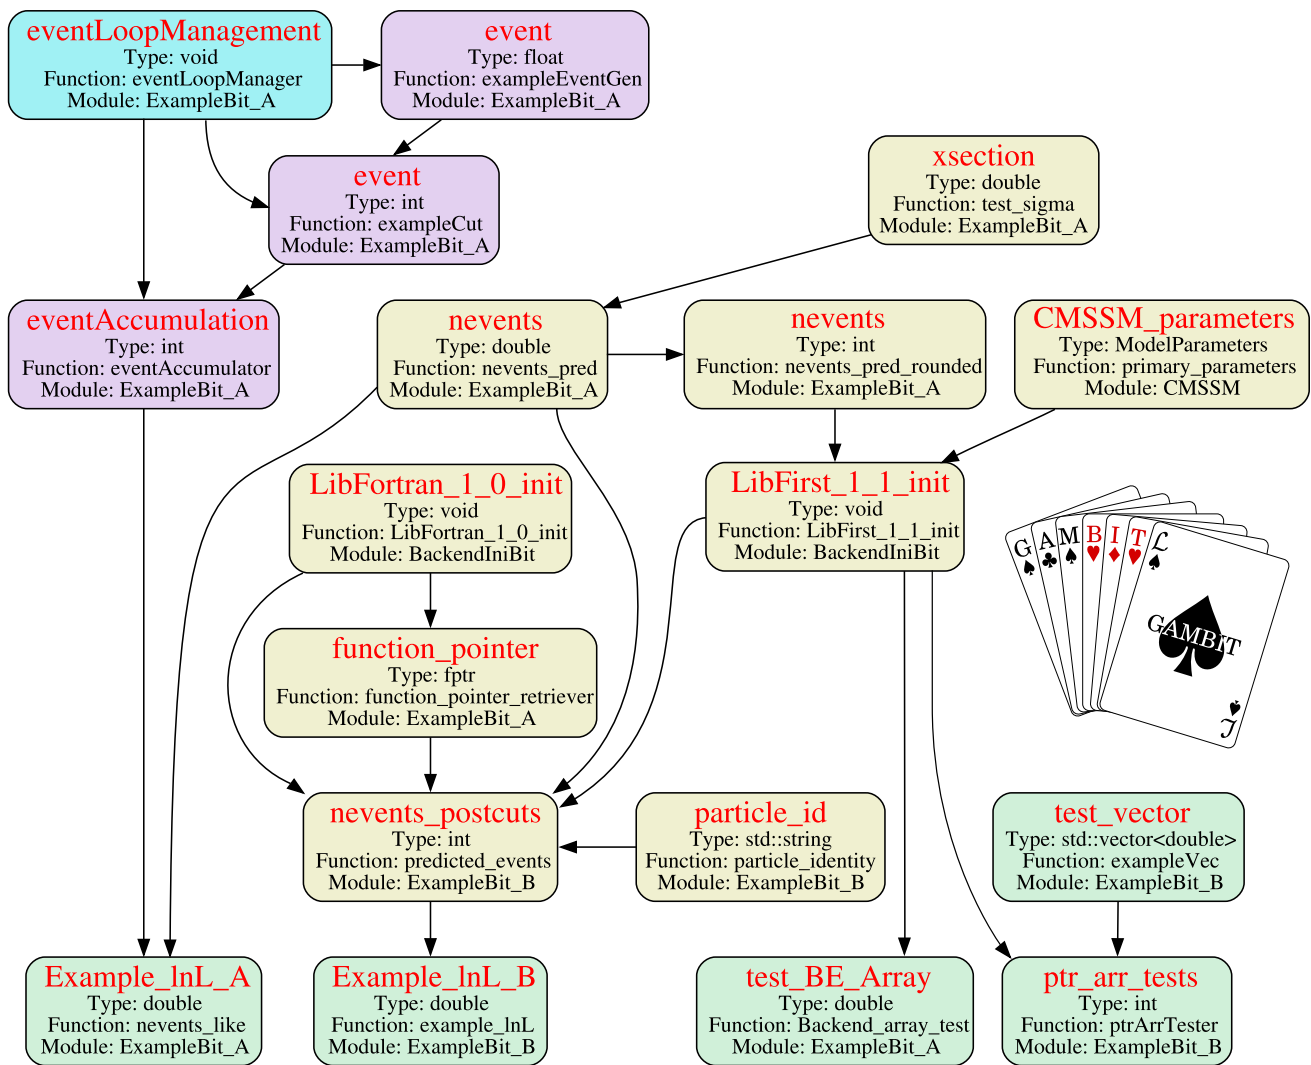 eventLoopManagement
Type: void
Function: eventLoopManager
Module: ExampleBit_A
event
Type: float
Function: exampleEventGen
Module: ExampleBit_A
event
Type: int
Function: exampleCut
Module: ExampleBit_A
xsection
Type: double
Function: test_sigma
Module: ExampleBit_A
eventAccumulation
Type: int
Function: eventAccumulator
Module: ExampleBit_A
nevents
Type: double
Function: nevents_pred
Module: ExampleBit_A
nevents
Type: int
Function: nevents_pred_rounded
Module: ExampleBit_A
CMSSM_parameters
Type: ModelParameters
Function: primary_parameters
Module: CMSSM
LibFortran_1_0_init
Type: void
Function: LibFortran_1_0_init
Module: BackendIniBit
LibFirst_1_1_init
Type: void
Function: LibFirst_1_1_init
Module: BackendIniBit
G A M B I T ℒ
GAMBIT
ℒ
function_pointer
Type: fptr
Function: function_pointer_retriever
Module: ExampleBit_A
nevents_postcuts
Type: int
Function: predicted_events
Module: ExampleBit_B
particle_id
Type: std::string
Function: particle_identity
Module: ExampleBit_B
test_vector
Type: std::vector<double>
Function: exampleVec
Module: ExampleBit_B
Example_lnL_A
Type: double
Function: nevents_like
Module: ExampleBit_A
Example_lnL_B
Type: double
Function: example_lnL
Module: ExampleBit_B
test_BE_Array
Type: double
Function: Backend_array_test
Module: ExampleBit_A
ptr_arr_tests
Type: int
Function: ptrArrTester
Module: ExampleBit_B